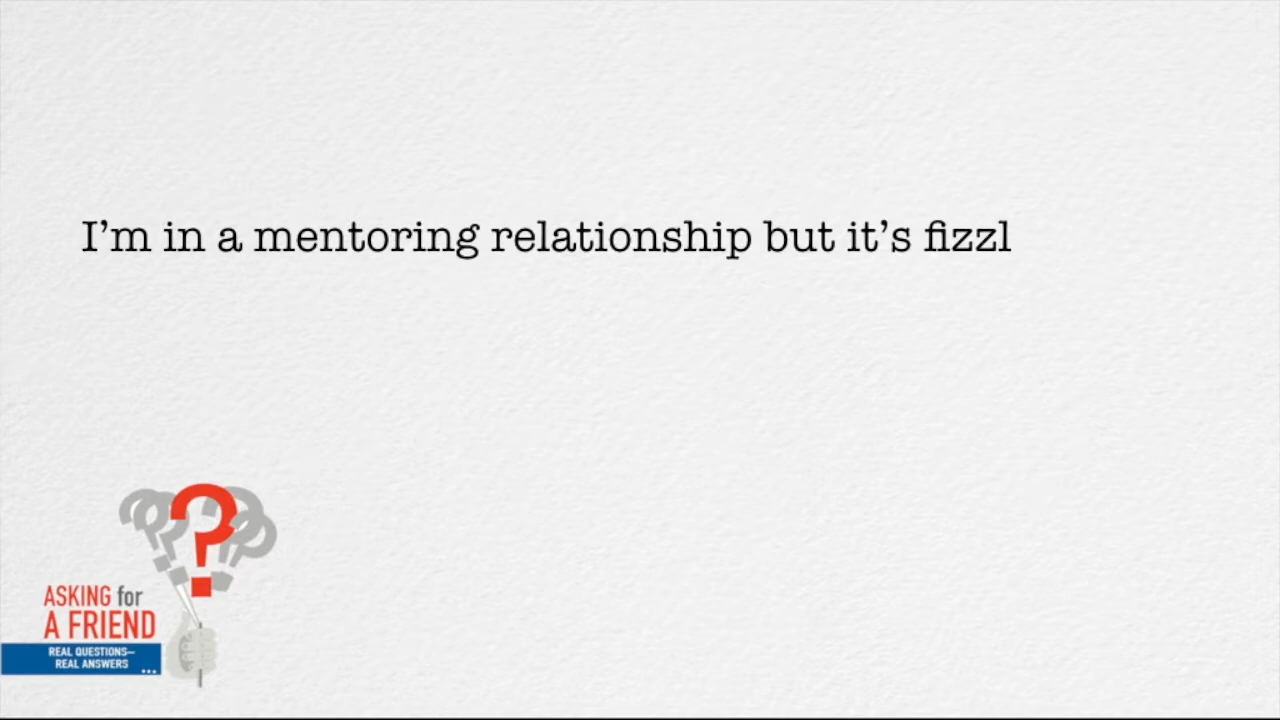 I’m in a mentoring relationship but it’s fizzl
?
ASKING for
A FRIEND
REAL QUESTIONS—
REAL ANSWERS
...